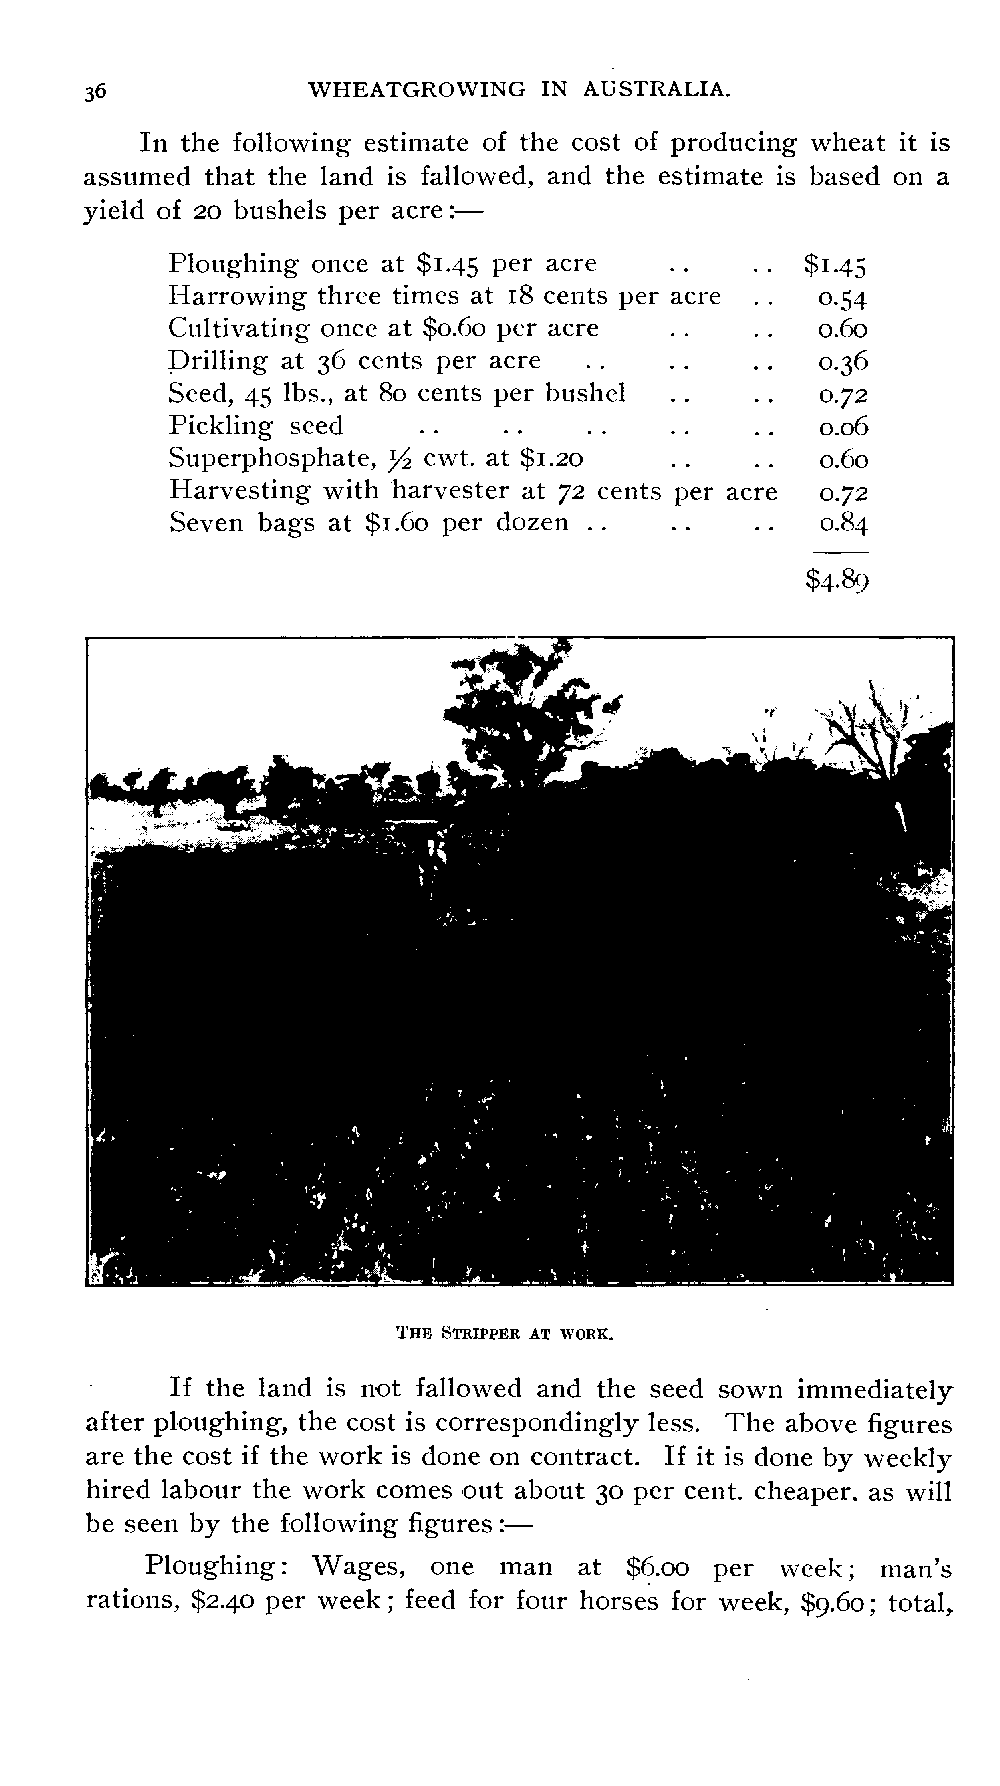 36 WHEATGROWING IN AUSTRALIA.
In the following estimate of the cost of producing wheat it is
assumed that the land is fallowed, and the estimate is based on a
yield of 20 bushels per acre:—
Ploughing once at $1.45 per acre .. .. $1.45
Harrowing three times at 18 cents per acre .. 0.54
Cultivating once at $0.60 per acre .. .. 0.60
Drilling at 36 cents per acre .. .. .. 0.36
Seed, 45 lbs., at 80 cents per bushel .. .. 0.72
Pickling seed .. .. .. .. .. 0.06
Superphosphate, ½ cwt. at $1.20 .. .. 0.60
Harvesting with harvester at 72 cents per acre 0.72
Seven bags at $1.60 per dozen .. .. .. 0.84
$4.89
THE STRIPPER AT WORK.
If the land is not fallowed and the seed sown immediately
after ploughing, the cost is correspondingly less. The above figures
are the cost if the work is done on contract. If it is done by weekly
hired labour the work comes out about 30 per cent. cheaper. as will
be seen by the following figures:—
Ploughing: Wages, one man at $6.00 per week; man's
rations, $2.40 per week; feed for four horses for week, $9.60; total,